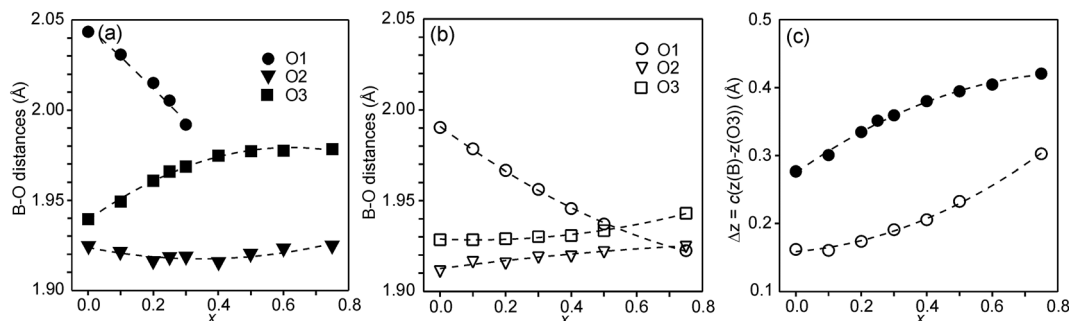 (a)
O1
O2
O3
B-O distances (Å)
2.05
2.00
1.95
1.90
0.0 0.2 0.4 0.6 0.8
x
(b)
O1
O2
O3
B-O distances (Å)
2.05
2.00
1.95
1.90
0.0 0.2 0.4 0.6 0.8
x
(c)
Δz = c(z(B)-z(O3)) (Å)
0.5
0.4
0.3
0.2
0.1
0.0 0.2 0.4 0.6 0.8
x